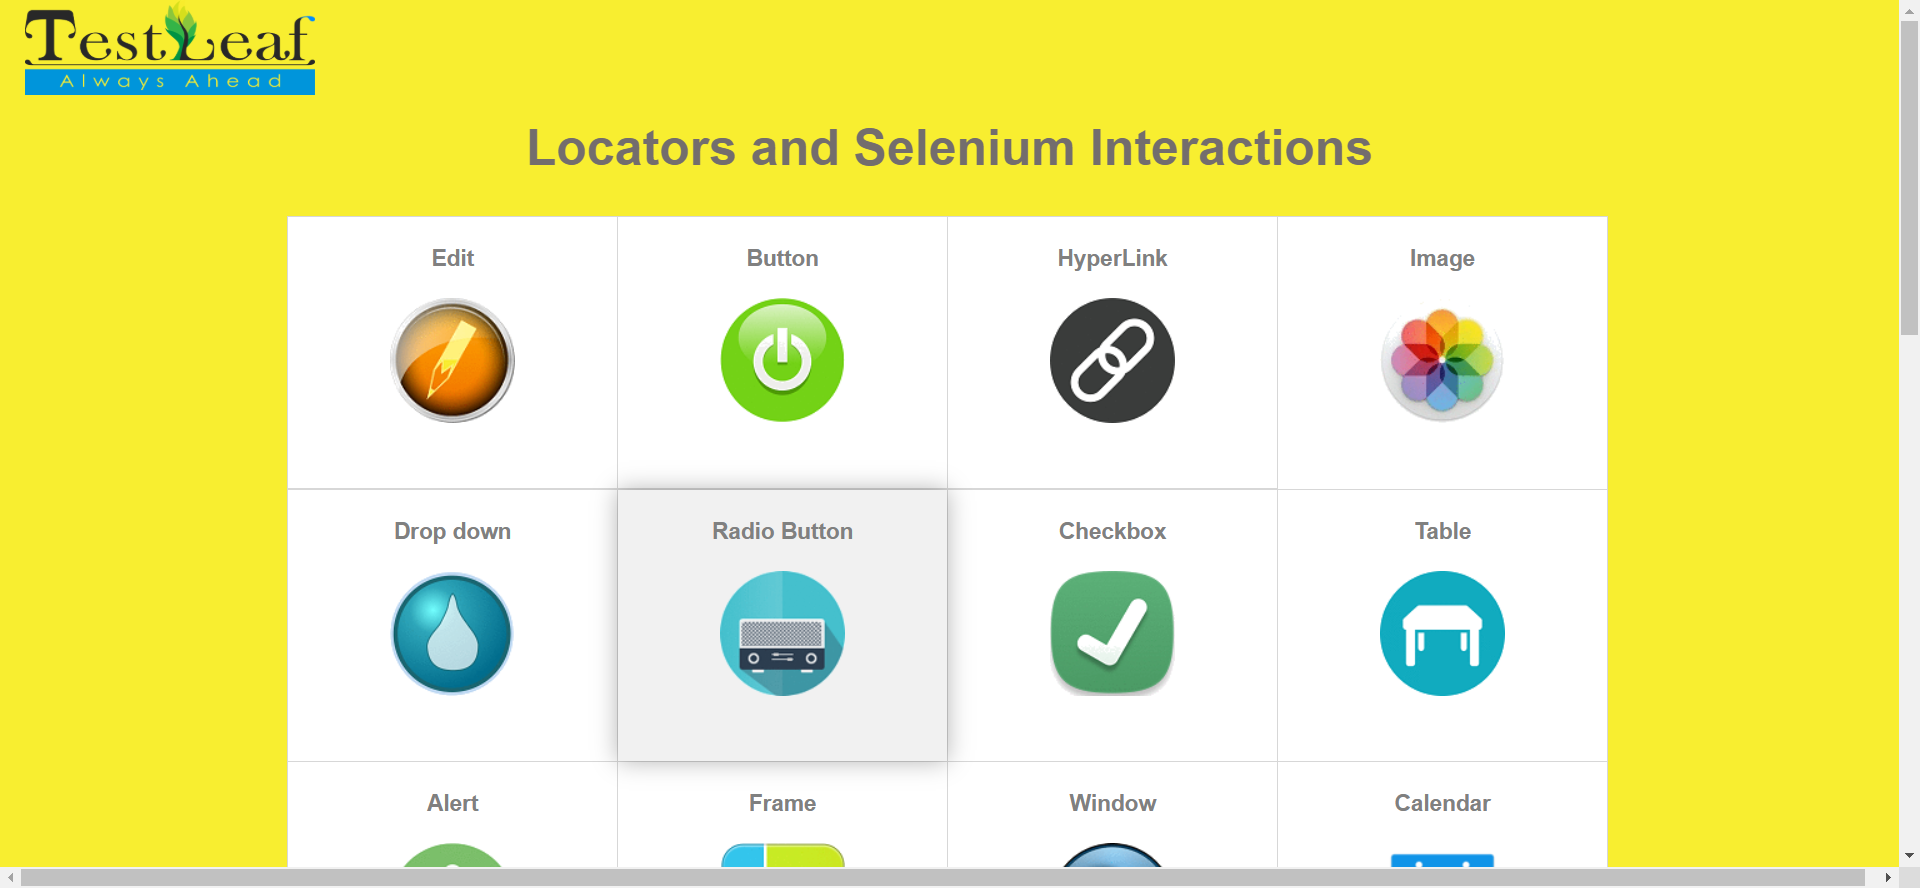 TestLeaf
Always Ahead
Locators and Selenium Interactions
Edit
Button
HyperLink
Image
Drop down
Radio Button
Checkbox
Table
Alert
Frame
Window
Calendar